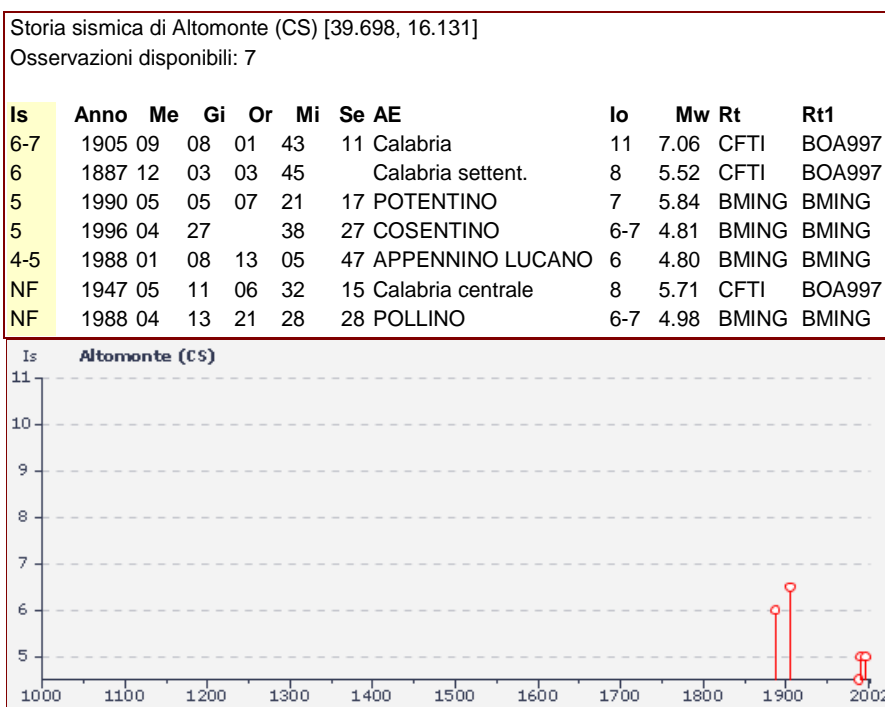 Storia sismica di Altomonte (CS) [39.698, 16.131]
Osservazioni disponibili: 7
Is Anno Me Gi Or Mi Se AE Io Mw Rt Rt1
6-7 1905 09 08 01 43 11 Calabria 11 7.06 CFTI BOA997
6 1887 12 03 03 45 Calabria settent. 8 5.52 CFTI BOA997
5 1990 05 05 07 21 17 POTENTINO 7 5.84 BMING BMING
5 1996 04 27 38 27 COSENTINO 6-7 4.81 BMING BMING
4-5 1988 01 08 13 05 47 APPENNINO LUCANO 6 4.80 BMING BMING
NF 1947 05 11 06 32 15 Calabria centrale 8 5.71 CFTI BOA997
NF 1988 04 13 21 28 28 POLLINO 6-7 4.98 BMING BMING
Is Altomonte (CS)
11
10
9
8
7
6
5
1000 1100 1200 1300 1400 1500 1600 1700 1800 1900 2002